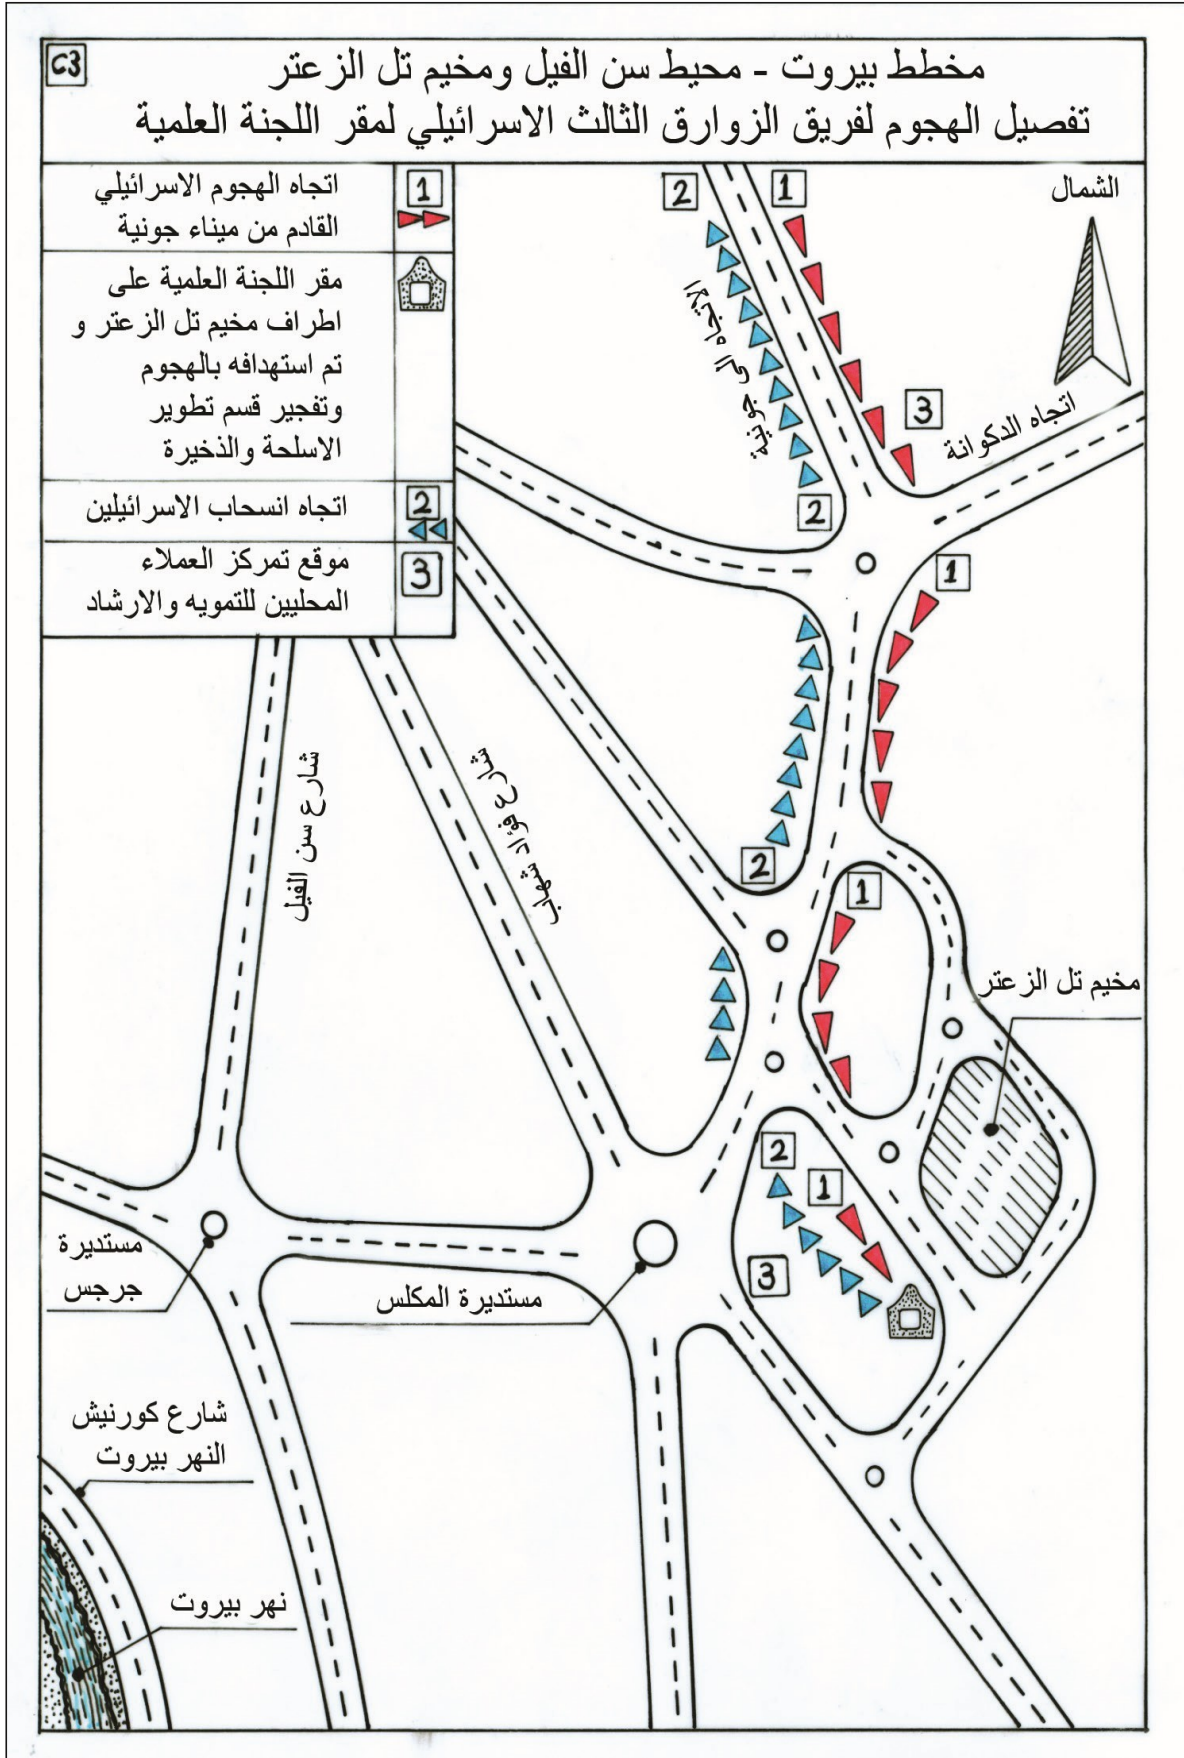 C3
مخطط بيروت - محيط سن الفيل ومخيم تل الزعتر
تفصيل الهجوم لفريق الزوارق الثالث الاسرائيلي لمقر اللجنة العلمية
1
اتجاه الهجوم الاسرائيلي
القادم من ميناء جونية
مقر اللجنة العلمية على
اطراف مخيم تل الزعتر و
تم استهدافه بالهجوم
وتفجير قسم تطوير
الاسلحة والذخيرة
2
اتجاه انسحاب الاسرائيلين
3
موقع تمركز العملاء
المحليين للتمويه والارشاد
الشمال
1
2
الاتجاه الى جونية
3
اتجاه الدكوانة
2
1
2
1
شارع سن الفيل
شارع فؤاد شهاب
مخيم تل الزعتر
2
1
3
مستديرة
جرجس
مستديرة المكلس
شارع كورنيش
النهر بيروت
نهر بيروت